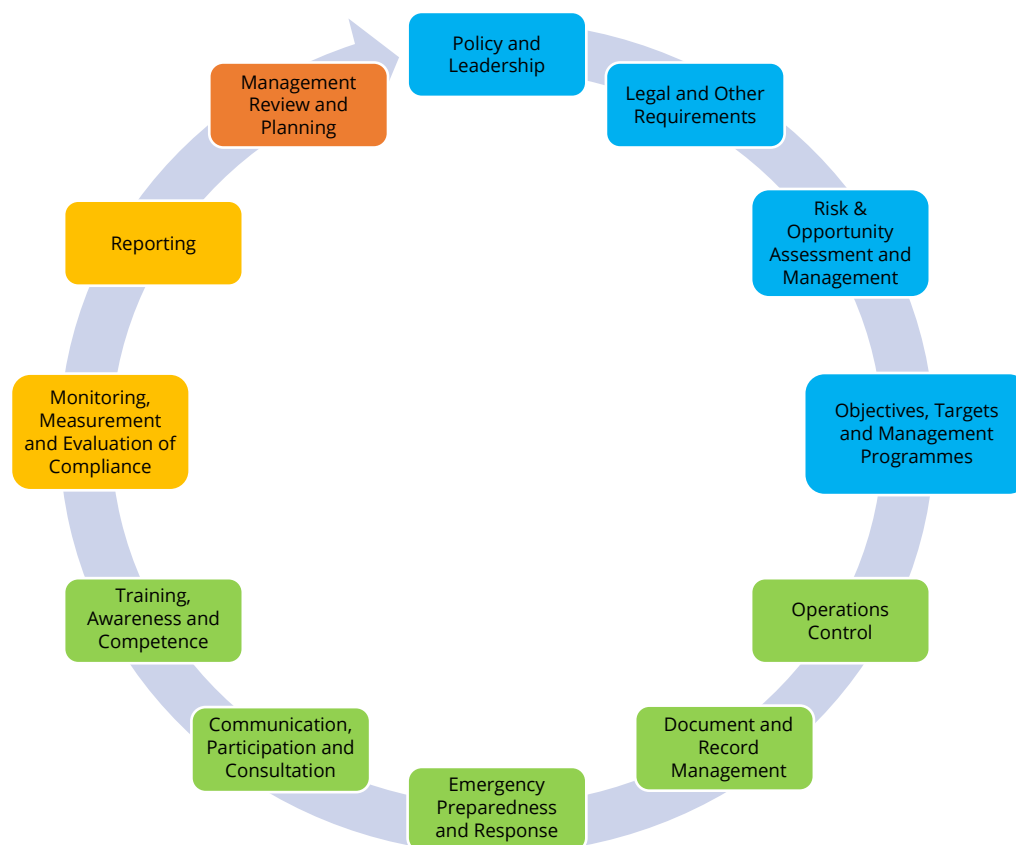 Policy and
Leadership
Legal and Other
Requirements
Risk &
Opportunity
Assessment and
Management
Objectives, Targets
and Management
Programmes
Operations
Control
Document and
Record
Management
Emergency
Preparedness
and Response
Communication,
Participation and
Consultation
Training,
Awareness and
Competence
Monitoring,
Measurement
and Evaluation of
Compliance
Reporting
Management
Review and
Planning